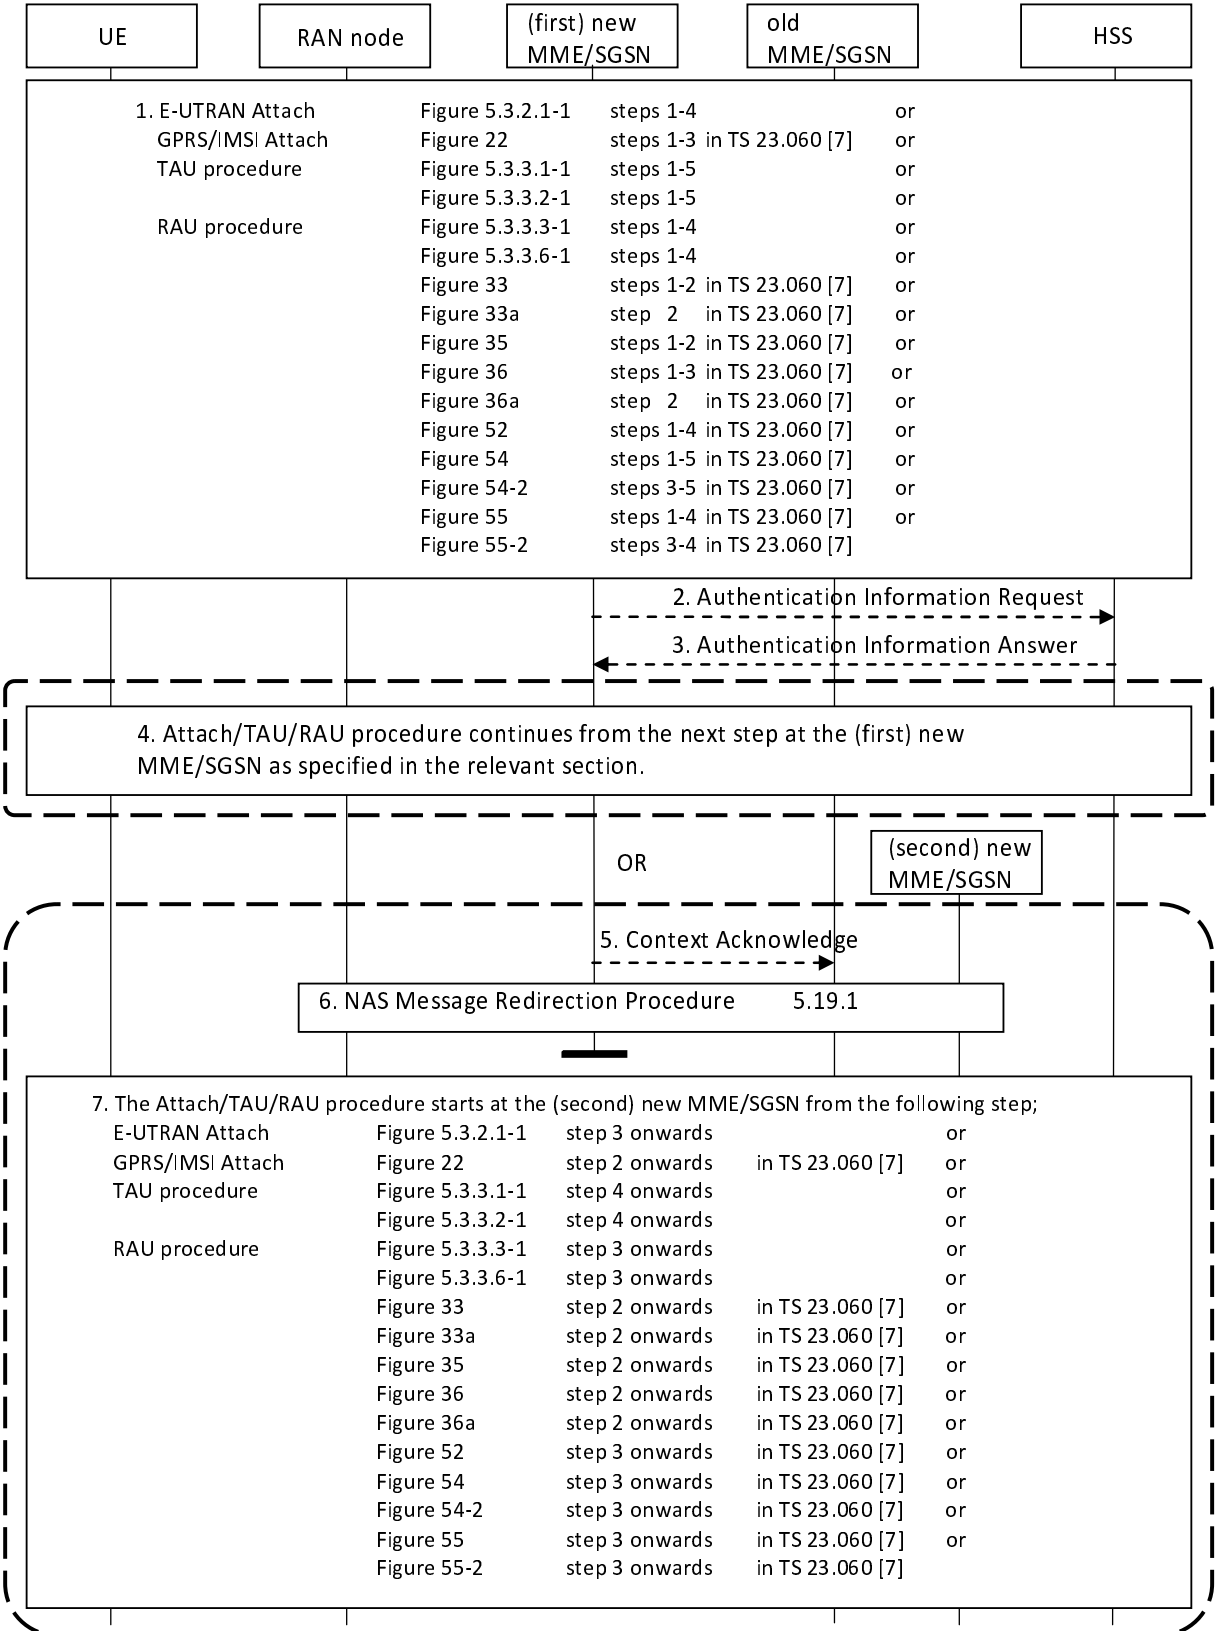 UE
RAN node
(first) new
MME/SGSN
old
MME/SGSN
HSS
1. E-UTRAN Attach Figure 5.3.2.1-1 steps 1-4 or
GPRS/IMSI Attach Figure 22 steps 1-3 in TS 23.060 [7] or
TAU procedure Figure 5.3.3.1-1 steps 1-5 or
Figure 5.3.3.2-1 steps 1-5 or
RAU procedure Figure 5.3.3.3-1 steps 1-4 or
Figure 5.3.3.6-1 steps 1-4 or
Figure 33 steps 1-2 in TS 23.060 [7] or
Figure 33a step 2 in TS 23.060 [7] or
Figure 35 steps 1-2 in TS 23.060 [7] or
Figure 36 steps 1-3 in TS 23.060 [7] or
Figure 36a step 2 in TS 23.060 [7] or
Figure 52 steps 1-4 in TS 23.060 [7] or
Figure 54 steps 1-5 in TS 23.060 [7] or
Figure 54-2 steps 3-5 in TS 23.060 [7] or
Figure 55 steps 1-4 in TS 23.060 [7] or
Figure 55-2 steps 3-4 in TS 23.060 [7]
2. Authentication Information Request
3. Authentication Information Answer
4. Attach/TAU/RAU procedure continues from the next step at the (first) new
MME/SGSN as specified in the relevant section.
OR
(second) new
MME/SGSN
5. Context Acknowledge
6. NAS Message Redirection Procedure 5.19.1
7. The Attach/TAU/RAU procedure starts at the (second) new MME/SGSN from the following step;
E-UTRAN Attach Figure 5.3.2.1-1 step 3 onwards or
GPRS/IMSI Attach Figure 22 step 2 onwards in TS 23.060 [7] or
TAU procedure Figure 5.3.3.1-1 step 4 onwards or
Figure 5.3.3.2-1 step 4 onwards or
RAU procedure Figure 5.3.3.3-1 step 3 onwards or
Figure 5.3.3.6-1 step 3 onwards or
Figure 33 step 2 onwards in TS 23.060 [7] or
Figure 33a step 2 onwards in TS 23.060 [7] or
Figure 35 step 2 onwards in TS 23.060 [7] or
Figure 36 step 2 onwards in TS 23.060 [7] or
Figure 36a step 2 onwards in TS 23.060 [7] or
Figure 52 step 3 onwards in TS 23.060 [7] or
Figure 54 step 3 onwards in TS 23.060 [7] or
Figure 54-2 step 3 onwards in TS 23.060 [7] or
Figure 55 step 3 onwards in TS 23.060 [7] or
Figure 55-2 step 3 onwards in TS 23.060 [7]